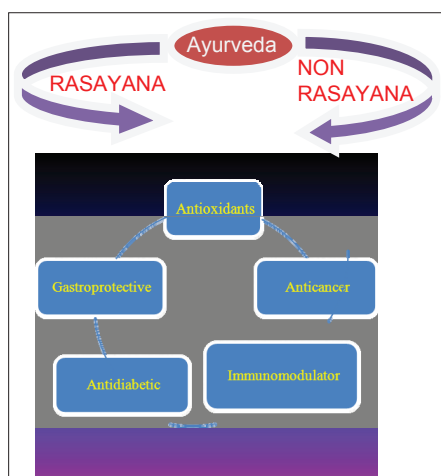 Ayurveda
RASAYANA
NON
RASAYANA
Antioxidants
Gastroprotective
Anticancer
Antidiabetic
Immunomodulator